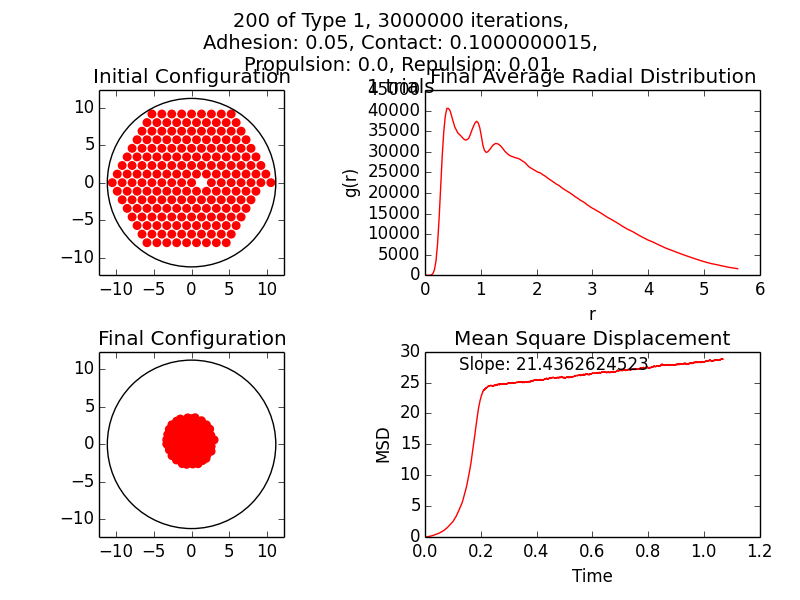 200 of Type 1, 3000000 iterations,
Adhesion: 0.05, Contact: 0.1000000015,
Propulsion: 0.0, Repulsion: 0.01,
1 trials
Initial Configuration
10
5
0
−5
−10
−10 −5 0 5 10
Final Average Radial Distribution
45000
40000
35000
30000
25000
20000
15000
10000
5000
0
g(r)
0 1 2 3 4 5 6
r
Final Configuration
10
5
0
−5
−10
−10 −5 0 5 10
Mean Square Displacement
Slope: 21.4362624523
30
25
20
15
10
5
0
MSD
0.0 0.2 0.4 0.6 0.8 1.0 1.2
Time